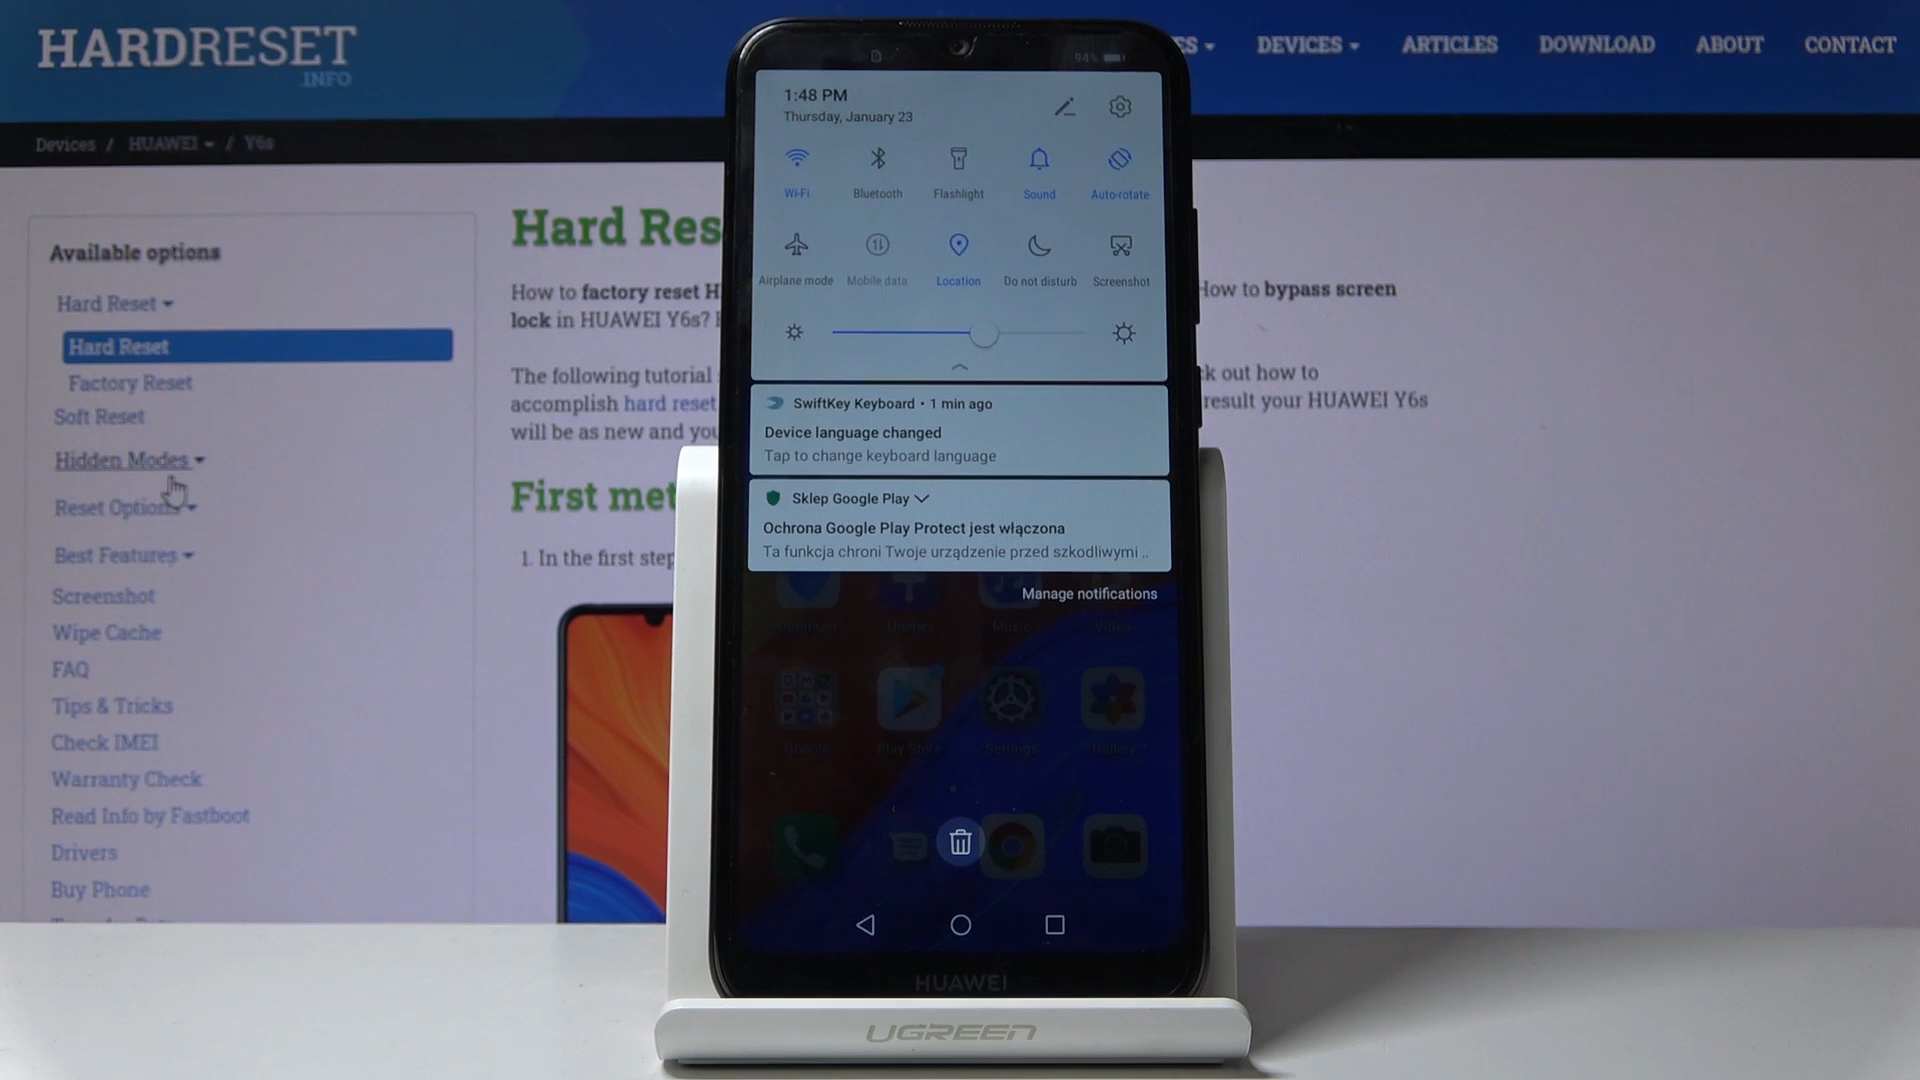 HARDRESET
.INFO
DEVICES
ARTICLES
DOWNLOAD
ABOUT
CONTACT
Devices / HUAWEI / Y6s
Available options
Hard Reset
Hard Reset
Factory Reset
Soft Reset
Hidden Modes
Reset Options
Best Features
Screenshot
Wipe Cache
FAQ
Tips & Tricks
Check IMEI
Warranty Check
Read Info by Fastboot
Drivers
Buy Phone
Hard Res
How to factory reset H
lock in HUAWEI Y6s?
The following tutorial
accomplish hard reset
will be as new and you
First met
1. In the first step
How to bypass screen
ck out how to
result your HUAWEI Y6s
94%
1:48 PM
Thursday, January 23
Wi-Fi
Bluetooth
Flashlight
Sound
Auto-rotate
Airplane mode
Mobile data
Location
Do not disturb
Screenshot
SwiftKey Keyboard • 1 min ago
Device language changed
Tap to change keyboard language
Sklep Google Play
Ochrona Google Play Protect jest włączona
Ta funkcja chroni Twoje urządzenie przed szkodliwymi ..
Manage notifications
Optimizer
Themes
Music
Video
Google
Play Store
Settings
Gallery
HUAWEI
UGREEN